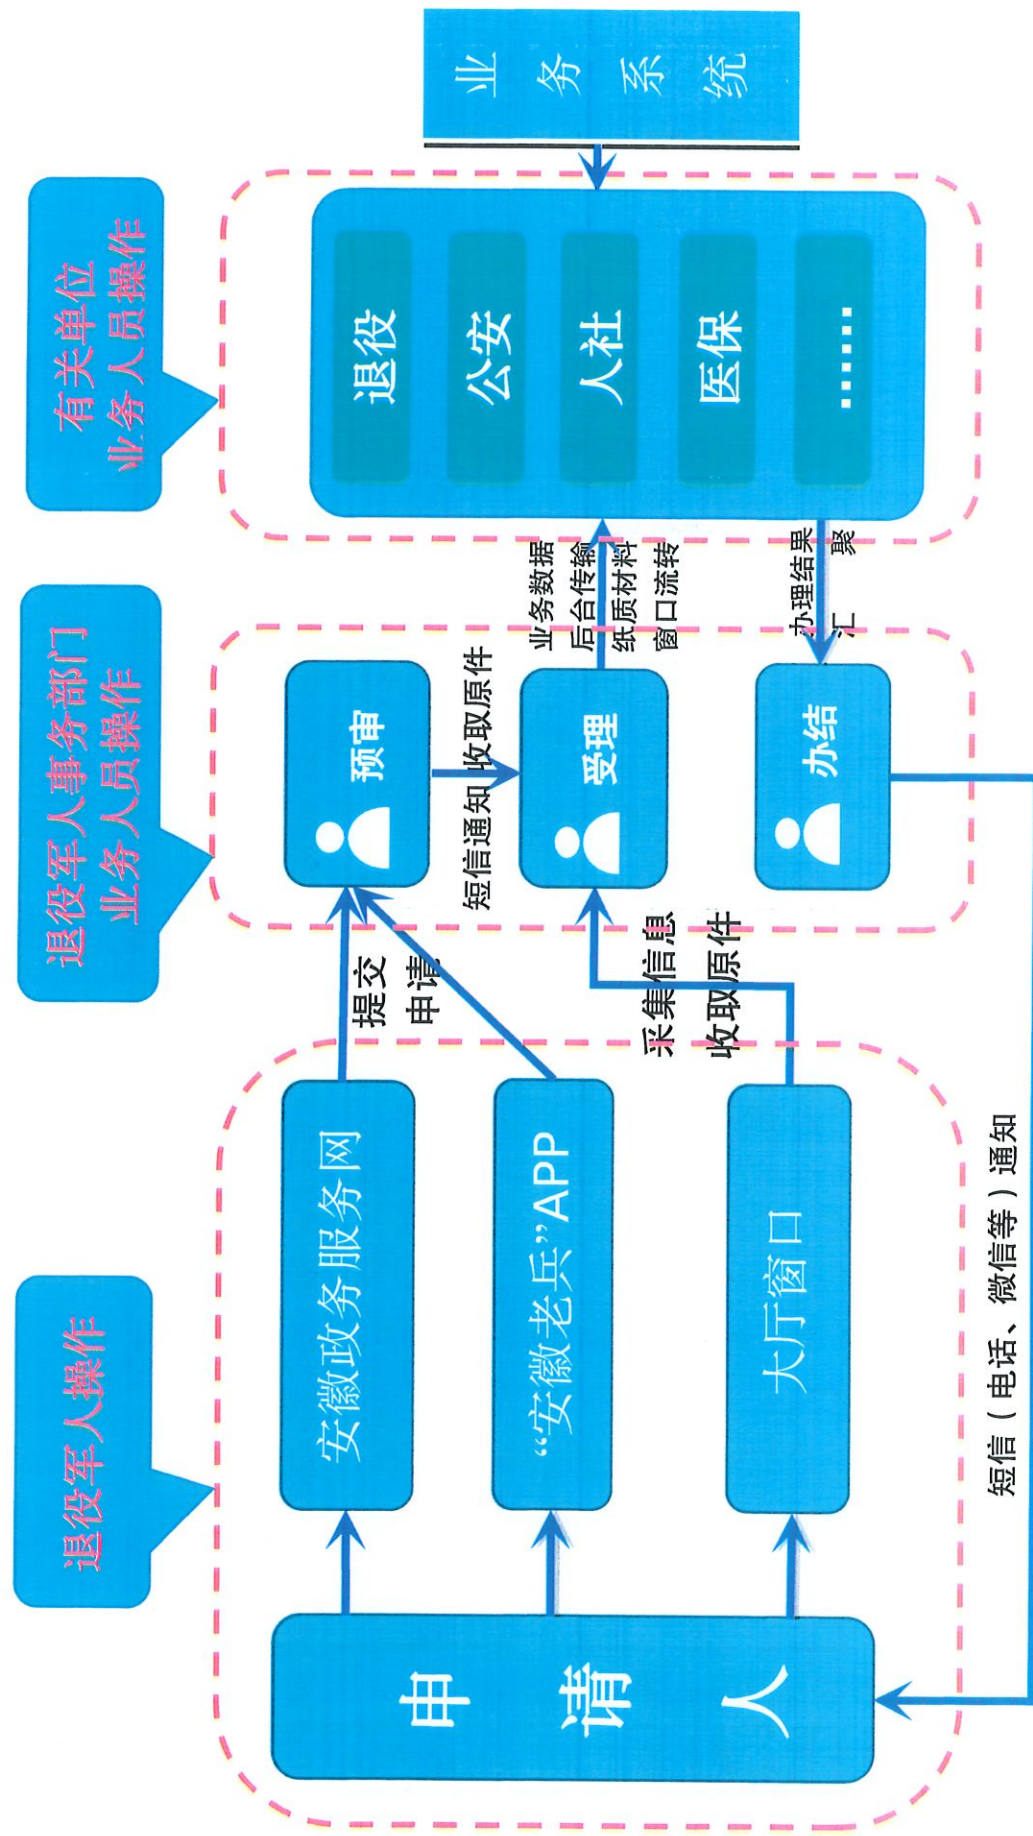 退役军人操作
退役军人事务部门
业务人员操作
有关单位
业务人员操作
申请人
安徽政务服务网
“安徽老兵”APP
大厅窗口
提交
申请
采集信息
收取原件
预审
短信通知 收取原件
受理
办结
业务数据
后台传输
纸质材料
窗口流转
办理结果
汇聚
退役
公安
人社
医保
......
业务系统
短信（电话、微信等）通知